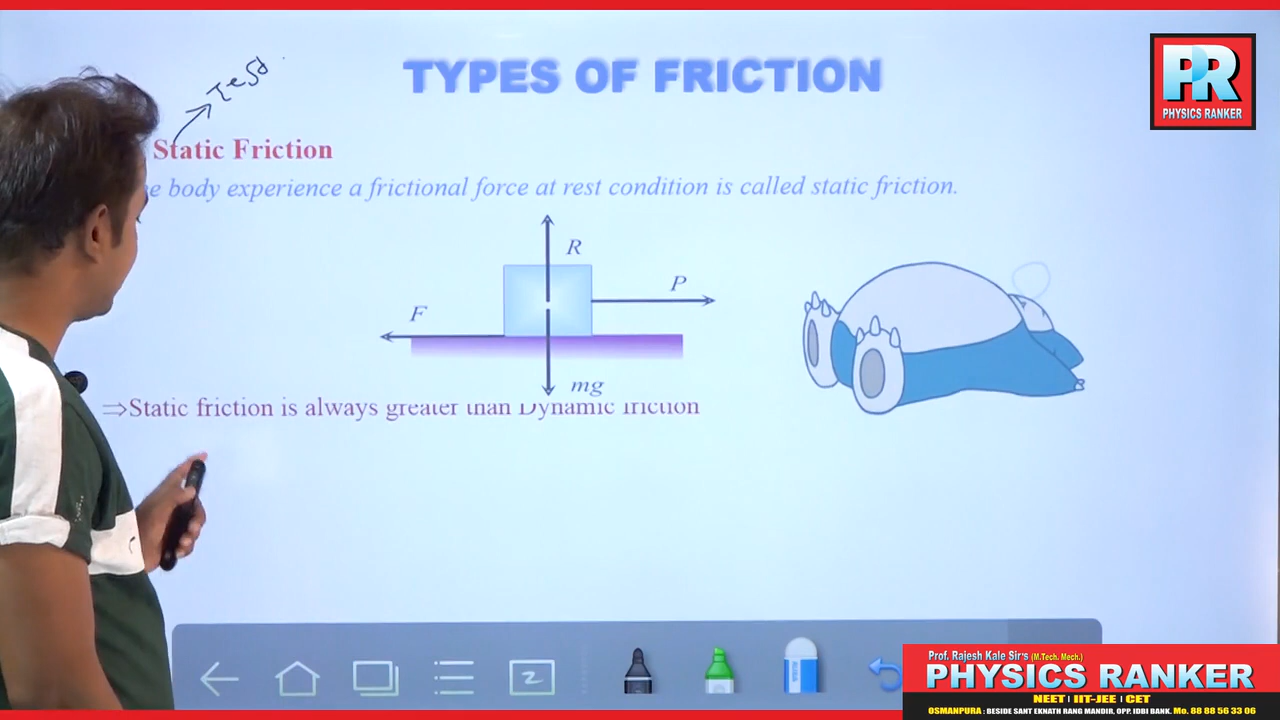 TYPES OF FRICTION
PR
PHYSICS RANKER
Static Friction
body experience a frictional force at rest condition is called static friction.
R
P
F
mg
⇒Static friction is always greater than Dynamic friction
Prof. Rajesh Kale Sir's (M.Tech. Mech.)
PHYSICS RANKER
NEET | IIT-JEE | CET
OSMANPURA : BESIDE SANT EKNATH RANG MANDIR, OPP. IDBI BANK. Mo. 88 88 56 33 06